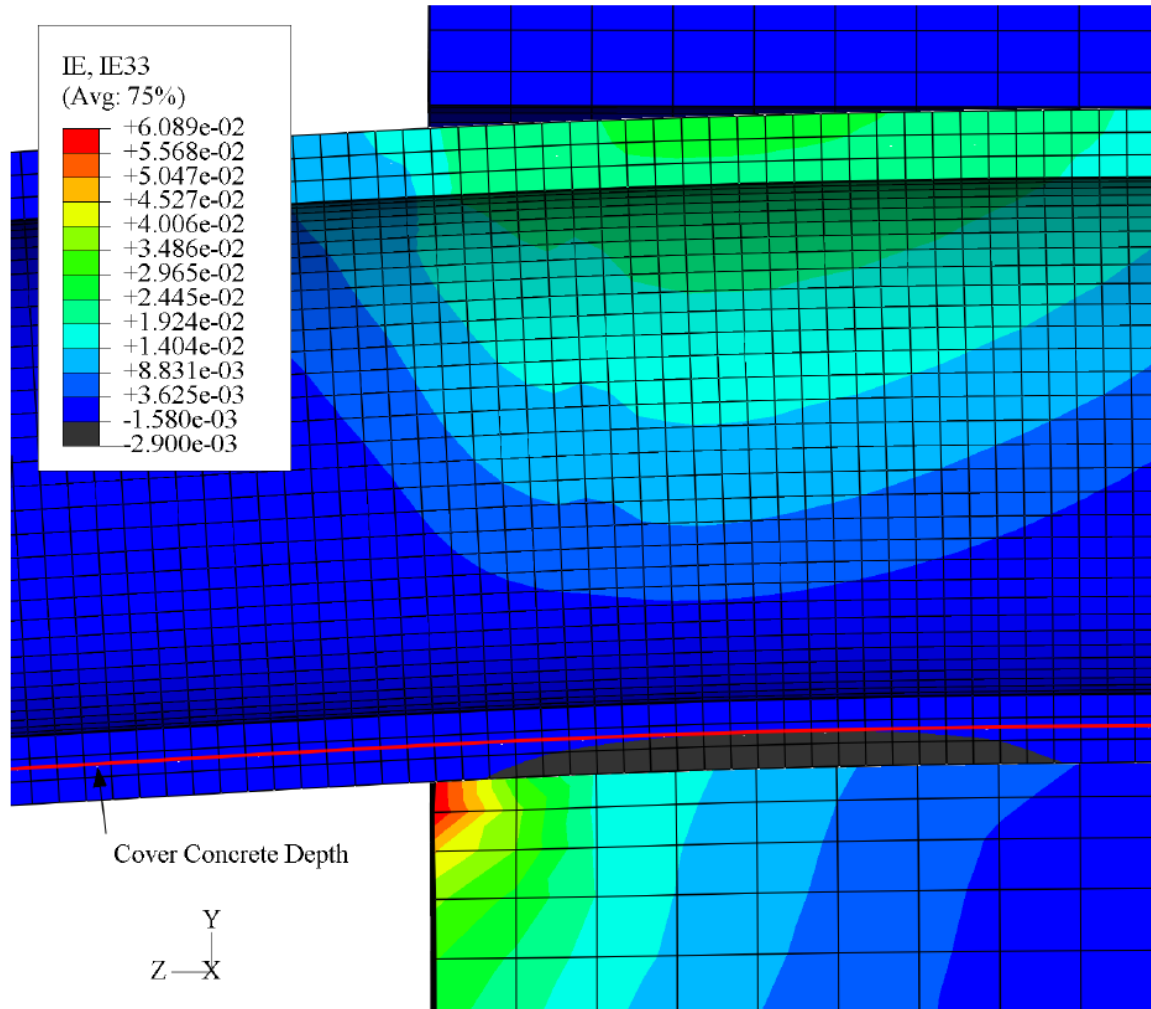 IE, IE33
(Avg: 75%)
+6.089e-02
+5.568e-02
+5.047e-02
+4.527e-02
+4.006e-02
+3.486e-02
+2.965e-02
+2.445e-02
+1.924e-02
+1.404e-02
+8.831e-03
+3.625e-03
-1.580e-03
-2.900e-03
Cover Concrete Depth
Y
Z X